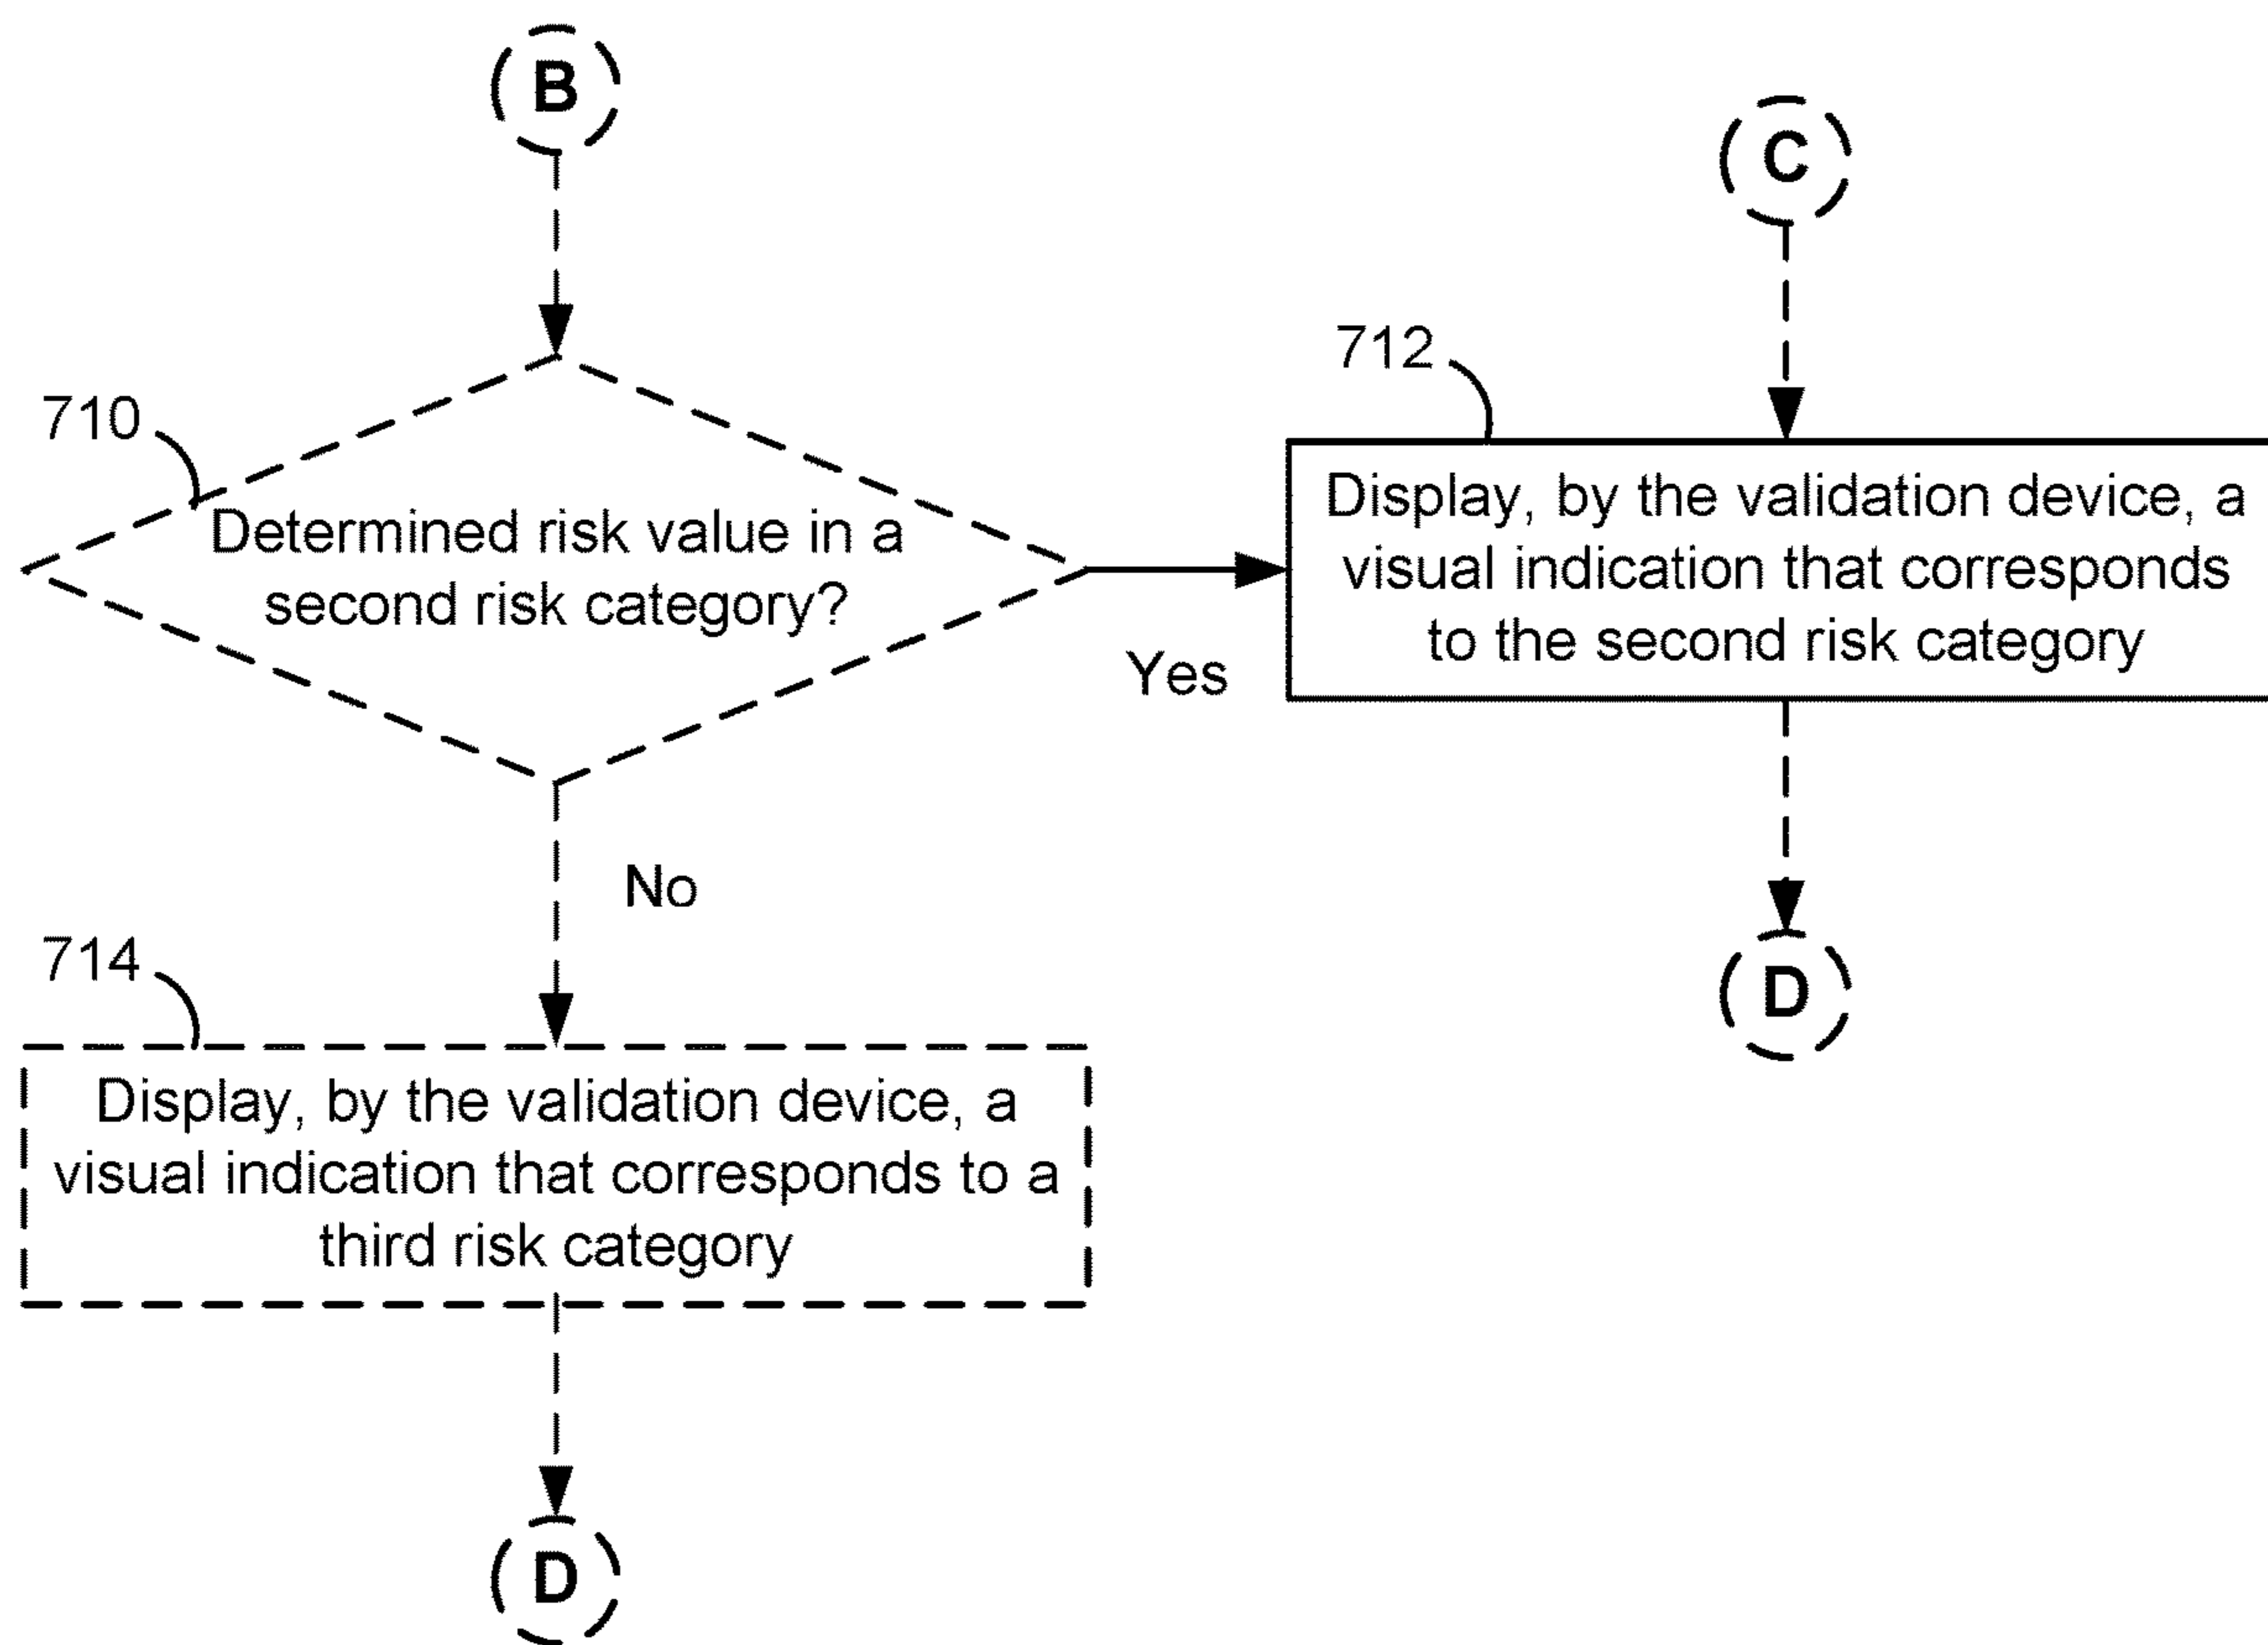 B
C
712
710
Determined risk value in a
second risk category?
Display, by the validation device, a
visual indication that corresponds
to the second risk category
Yes
No
D
714
Display, by the validation device, a
visual indication that corresponds to a
third risk category
D